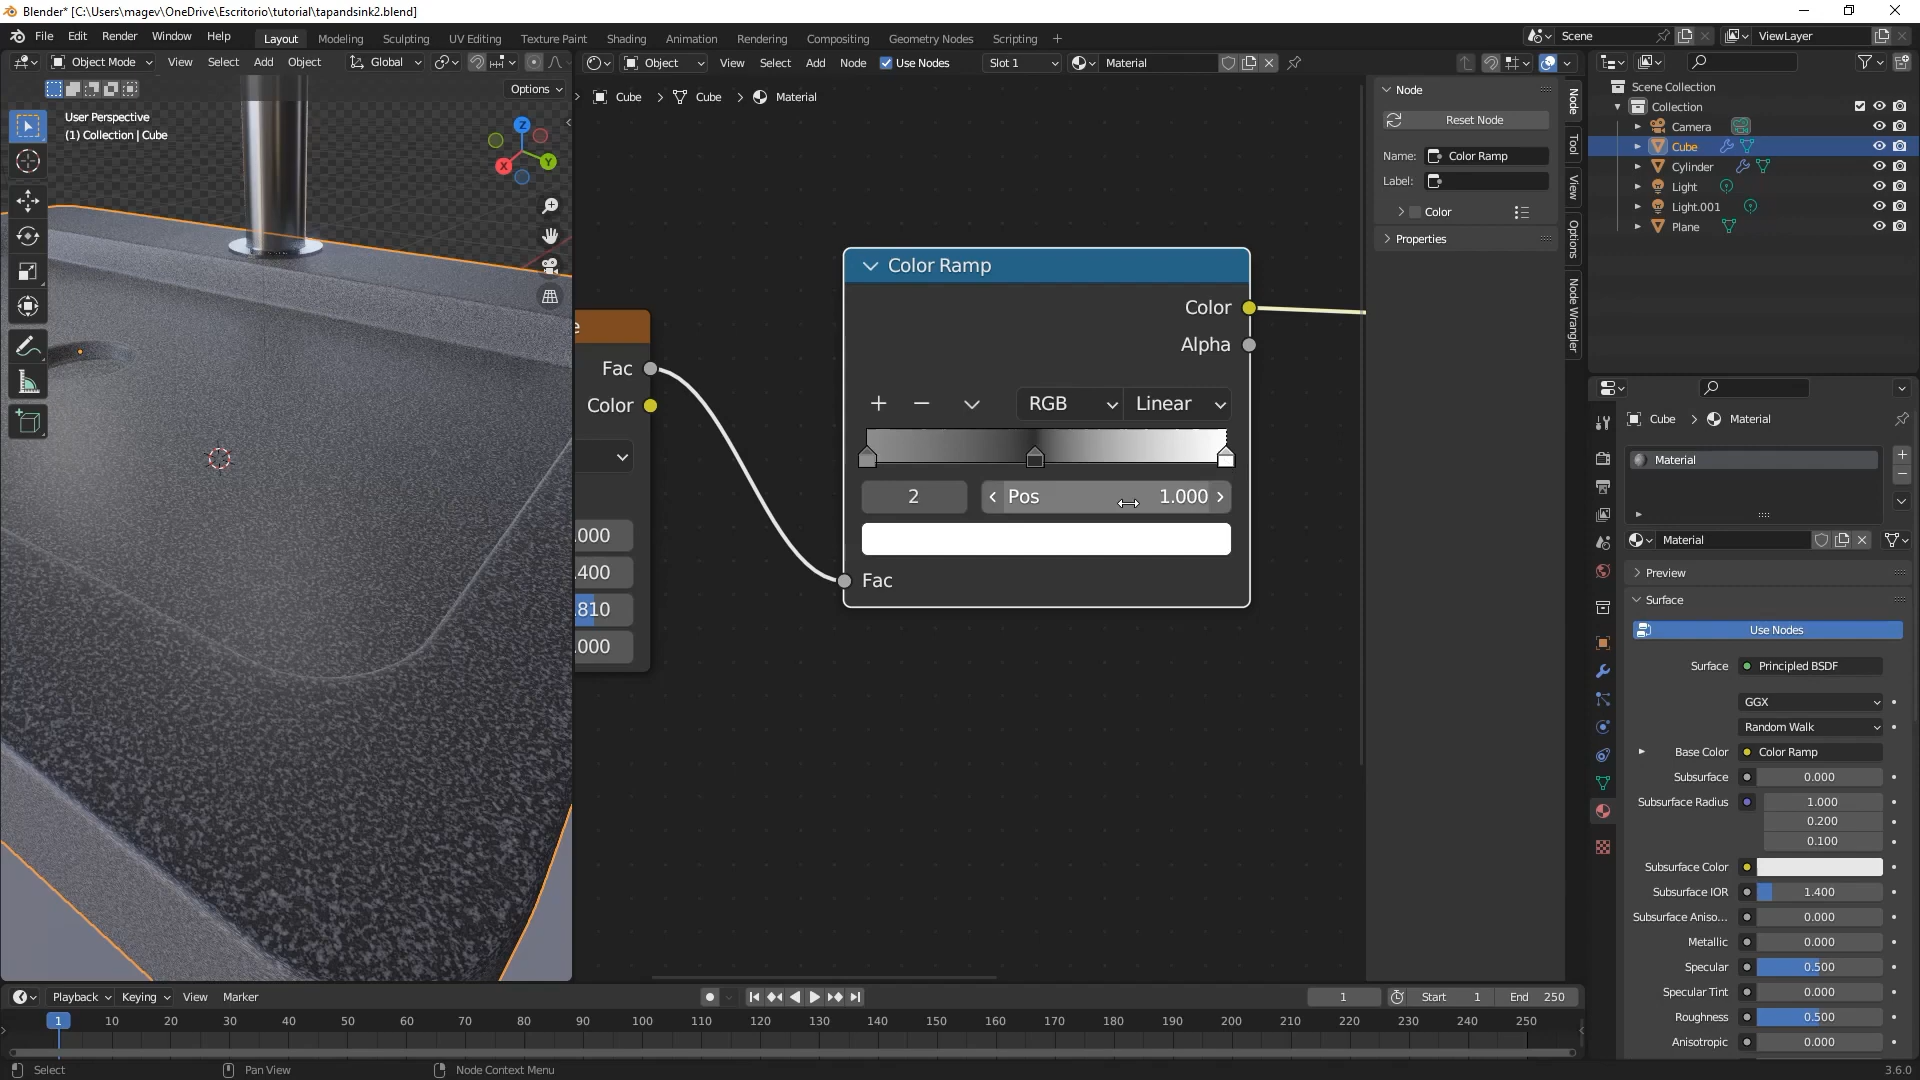 Blender* [C:\Users\magev\OneDrive\Escritorio\tutorial\tapandsink2.blend]
File Edit Render Window Help Layout Modeling Sculpting UV Editing Texture Paint Shading Animation Rendering Compositing Geometry Nodes Scripting + Scene ViewLayer
Object Mode View Select Add Object Global Object View Select Add Node Use Nodes Slot 1 Material
Options
Cube > Cube > Material
User Perspective
(1) Collection | Cube
Z
X
Y
Node
Reset Node
Name: Color Ramp
Label:
Color
Properties
Node
Tool
View
Options
Node Wrangler
Scene Collection
Collection
Camera
Cube
Cylinder
Light
Light.001
Plane
e
Fac
Color
.000
.400
.810
.000
Color Ramp
Color
Alpha
+ − RGB Linear
2 Pos 1.000
Fac
Cube > Material
Material
Material
Preview
Surface
Use Nodes
Surface Principled BSDF
GGX
Random Walk
Base Color Color Ramp
Subsurface 0.000
Subsurface Radius 1.000
0.200
0.100
Subsurface Color
Subsurface IOR 1.400
Subsurface Aniso... 0.000
Metallic 0.000
Specular 0.500
Specular Tint 0.000
Roughness 0.500
Anisotropic 0.000
Playback Keying View Marker 1 Start 1 End 250
1 10 20 30 40 50 60 70 80 90 100 110 120 130 140 150 160 170 180 190 200 210 220 230 240 250
Select Pan View Node Context Menu 3.6.0